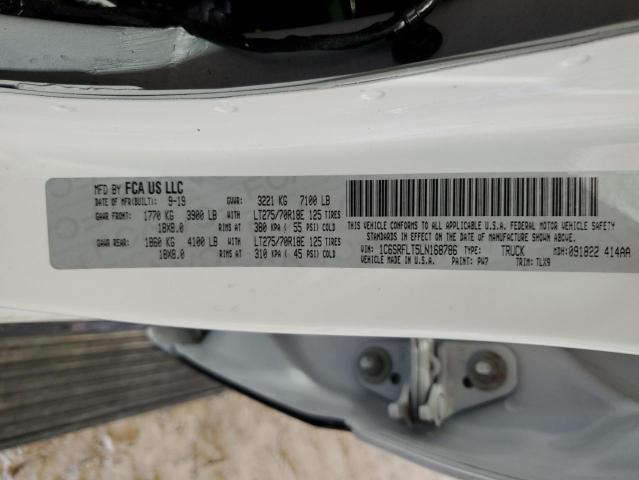 MFD BY FCA US LLC
DATE OF MFR(BUILT): 9-19 GVWR: 3221 KG 7100 LB
GAWR FRONT: 1770 KG 3900 LB WITH LT275/70R18E 125 TIRES
18X8.0 RIMS AT 380 KPA ( 55 PSI) COLD
GAWR REAR: 1860 KG 4100 LB WITH LT275/70R18E 125 TIRES
18X8.0 RIMS AT 310 KPA ( 45 PSI) COLD
THIS VEHICLE CONFORMS TO ALL APPLICABLE U.S.A. FEDERAL MOTOR VEHICLE SAFETY
STANDARDS IN EFFECT ON THE DATE OF MANUFACTURE SHOWN ABOVE.
VIN: 1C6SRFLT5LN168786 TYPE: TRUCK MDH: 091822 414AA
VEHICLE MADE IN U.S.A. PAINT: PW7 TRIM: TLX9